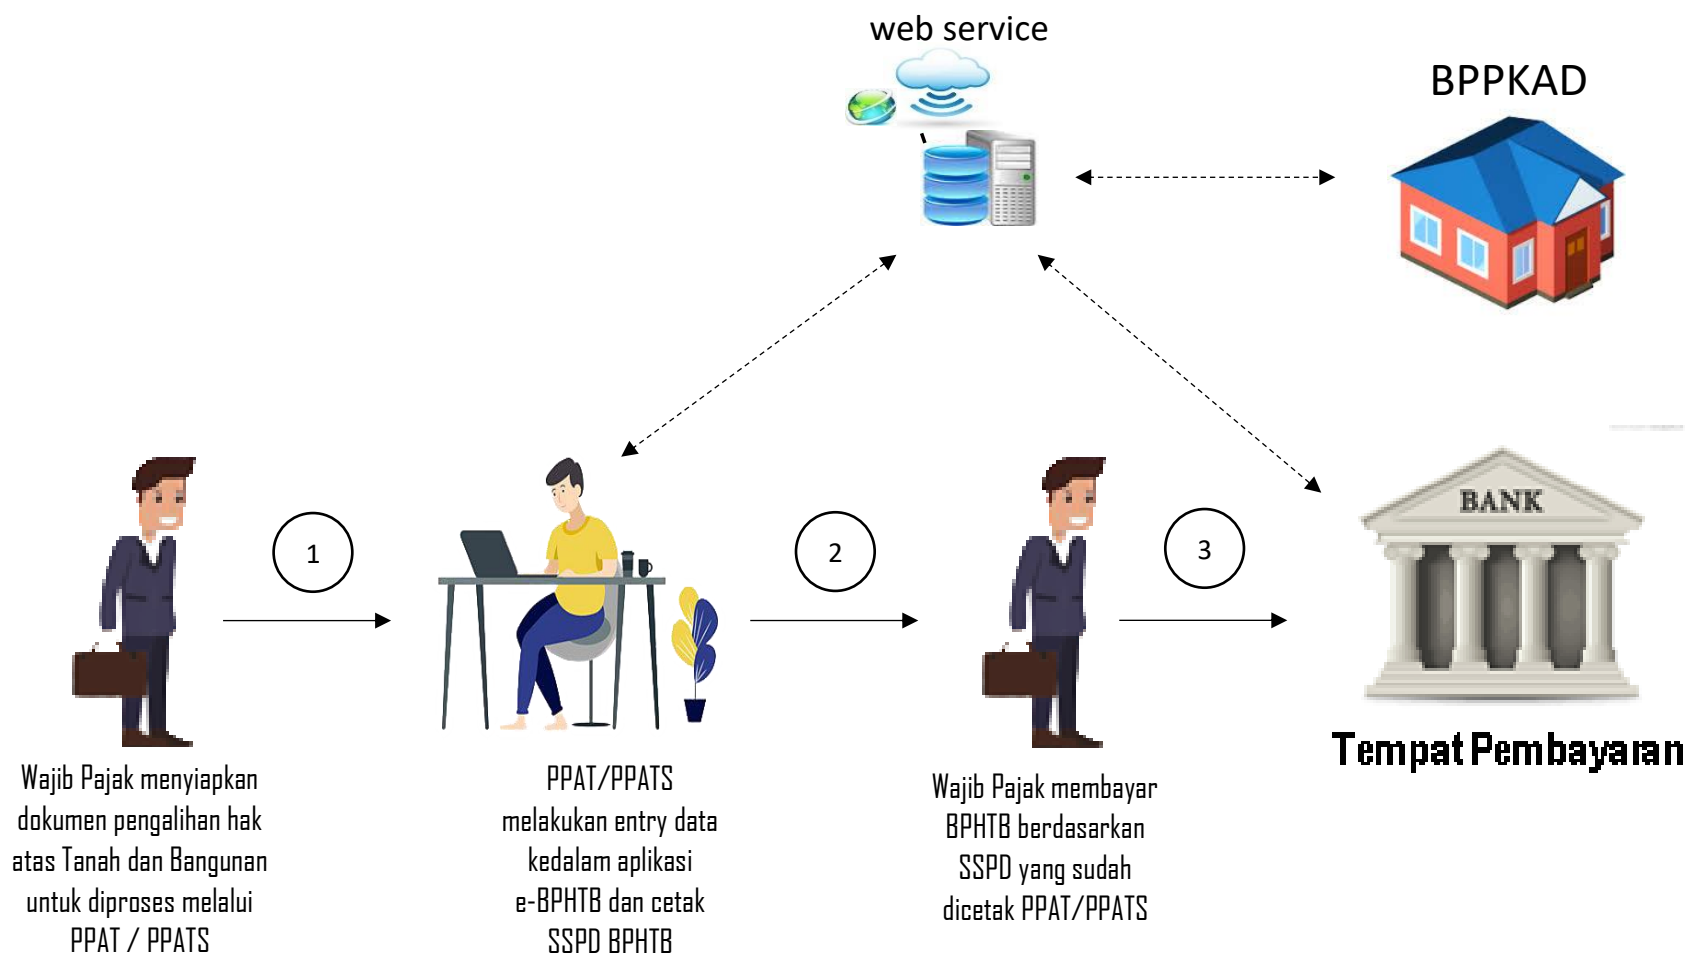 web service
BPPKAD
BANK
1
2
3
Tempat Pembayaran
Wajib Pajak menyiapkan
dokumen pengalihan hak
atas Tanah dan Bangunan
untuk diproses melalui
PPAT / PPATS
PPAT/PPATS
melakukan entry data
kedalam aplikasi
e-BPHTB dan cetak
SSPD BPHTB
Wajib Pajak membayar
BPHTB berdasarkan
SSPD yang sudah
dicetak PPAT/PPATS